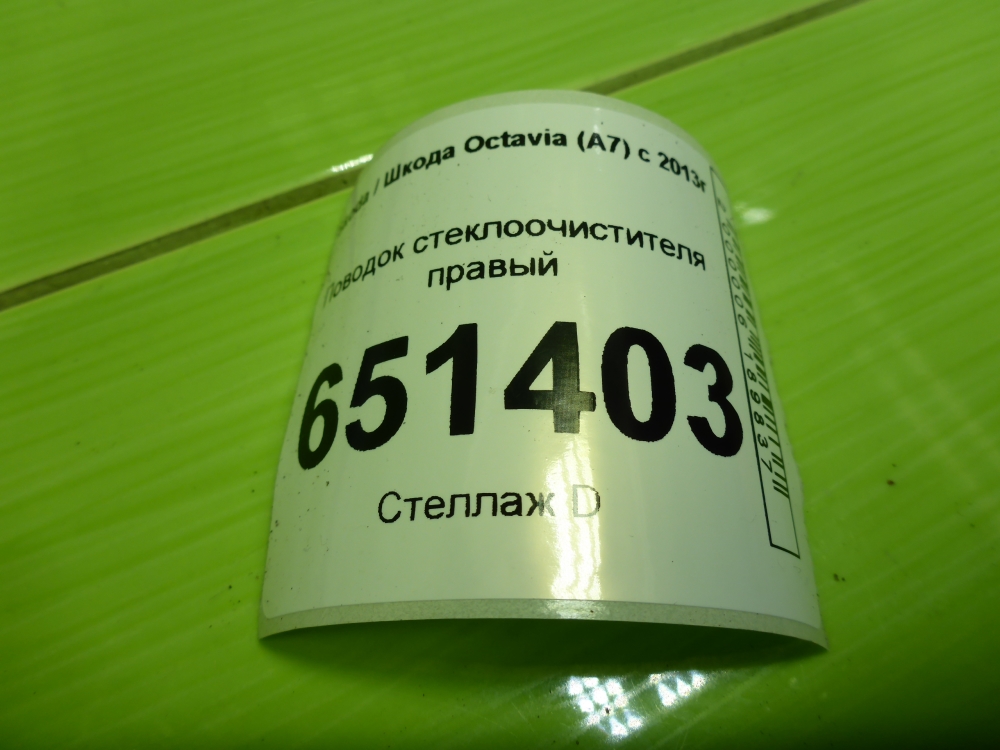 / Шкода Octavia (A7) с 2013г
Поводок стеклоочистителя
правый
651403
Стеллаж D